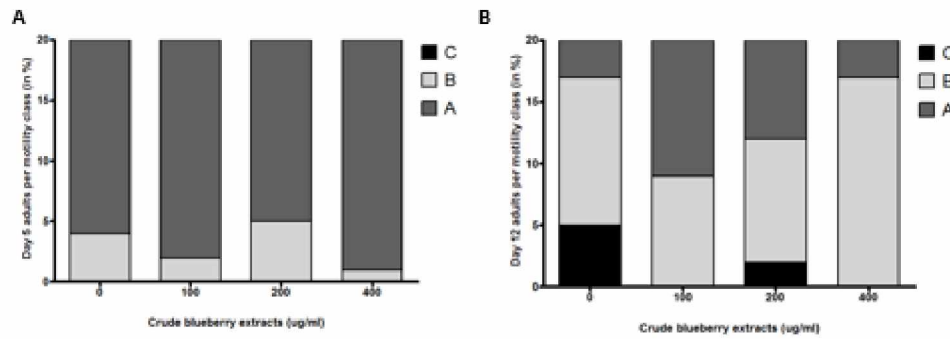 A
Day 5 adults per motility class (in %)
20
15
10
5
0
0 100 200 400
Crude blueberry extracts (ug/ml)
C
B
A
B
Day 12 adults per motility class (in %)
20
15
10
5
0
0 100 200 400
Crude blueberry extracts (ug/ml)